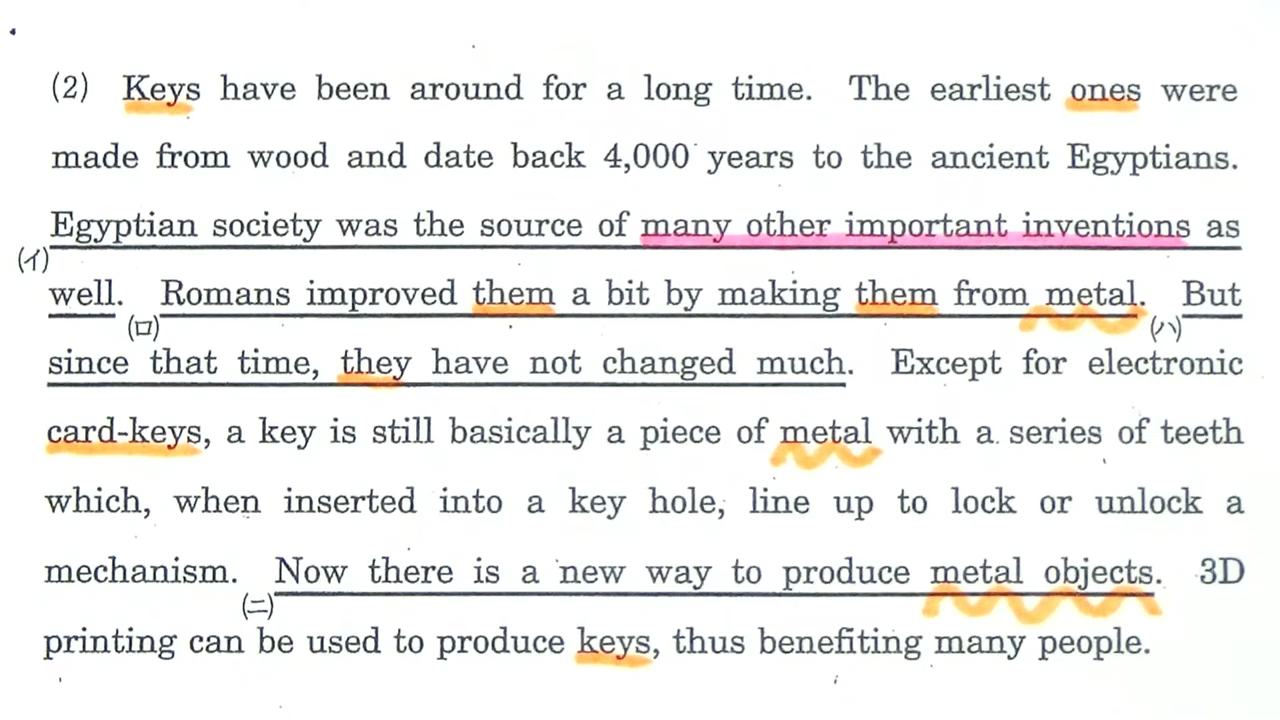 (2) Keys have been around for a long time. The earliest ones were
made from wood and date back 4,000 years to the ancient Egyptians.
Egyptian society was the source of many other important inventions as
(イ)
well. Romans improved them a bit by making them from metal. But
(ロ) (ハ)
since that time, they have not changed much. Except for electronic
card-keys, a key is still basically a piece of metal with a series of teeth
which, when inserted into a key hole, line up to lock or unlock a
mechanism. Now there is a new way to produce metal objects. 3D
(ニ)
printing can be used to produce keys, thus benefiting many people.